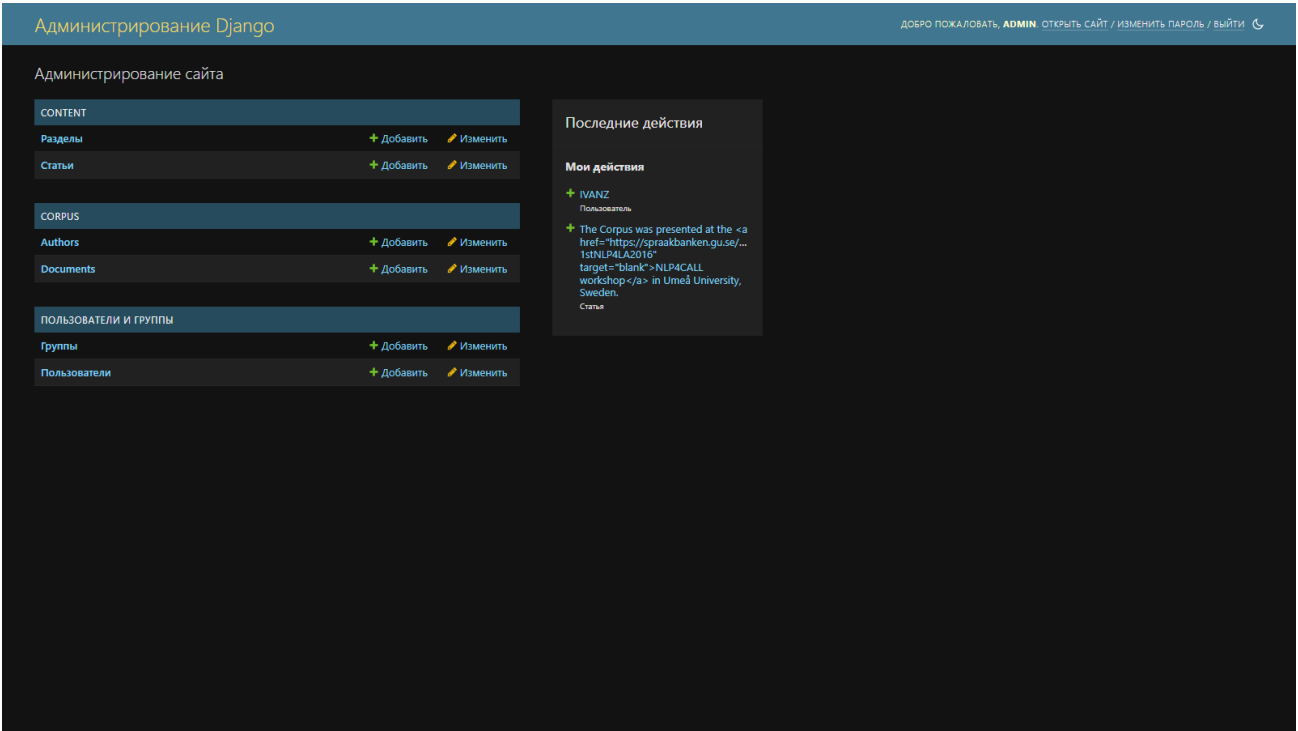 Администрирование Django
ДОБРО ПОЖАЛОВАТЬ, ADMIN. ОТКРЫТЬ САЙТ / ИЗМЕНИТЬ ПАРОЛЬ / ВЫЙТИ
Администрирование сайта
CONTENT
Разделы Добавить Изменить
Статьи Добавить Изменить
CORPUS
Authors Добавить Изменить
Documents Добавить Изменить
ПОЛЬЗОВАТЕЛИ И ГРУППЫ
Группы Добавить Изменить
Пользователи Добавить Изменить
Последние действия
Мои действия
IVANZ
Пользователь
The Corpus was presented at the <a
href="https://spraakbanken.gu.se/...
1stNLP4LA2016"
target="blank">NLP4CALL
workshop</a> in Umeå University,
Sweden.
Статья